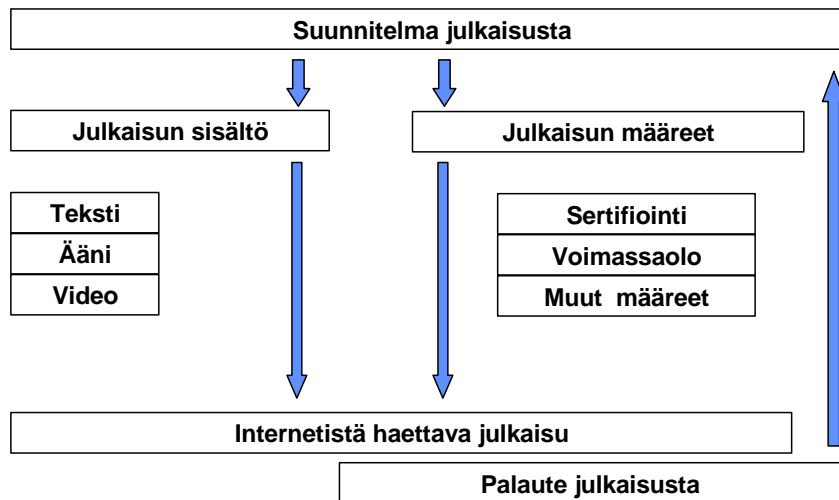 Suunnitelma julkaisusta
Julkaisun sisältö
Julkaisun määreet
Teksti
Ääni
Video
Sertifiointi
Voimassaolo
Muut määreet
Internetistä haettava julkaisu
Palaute julkaisusta